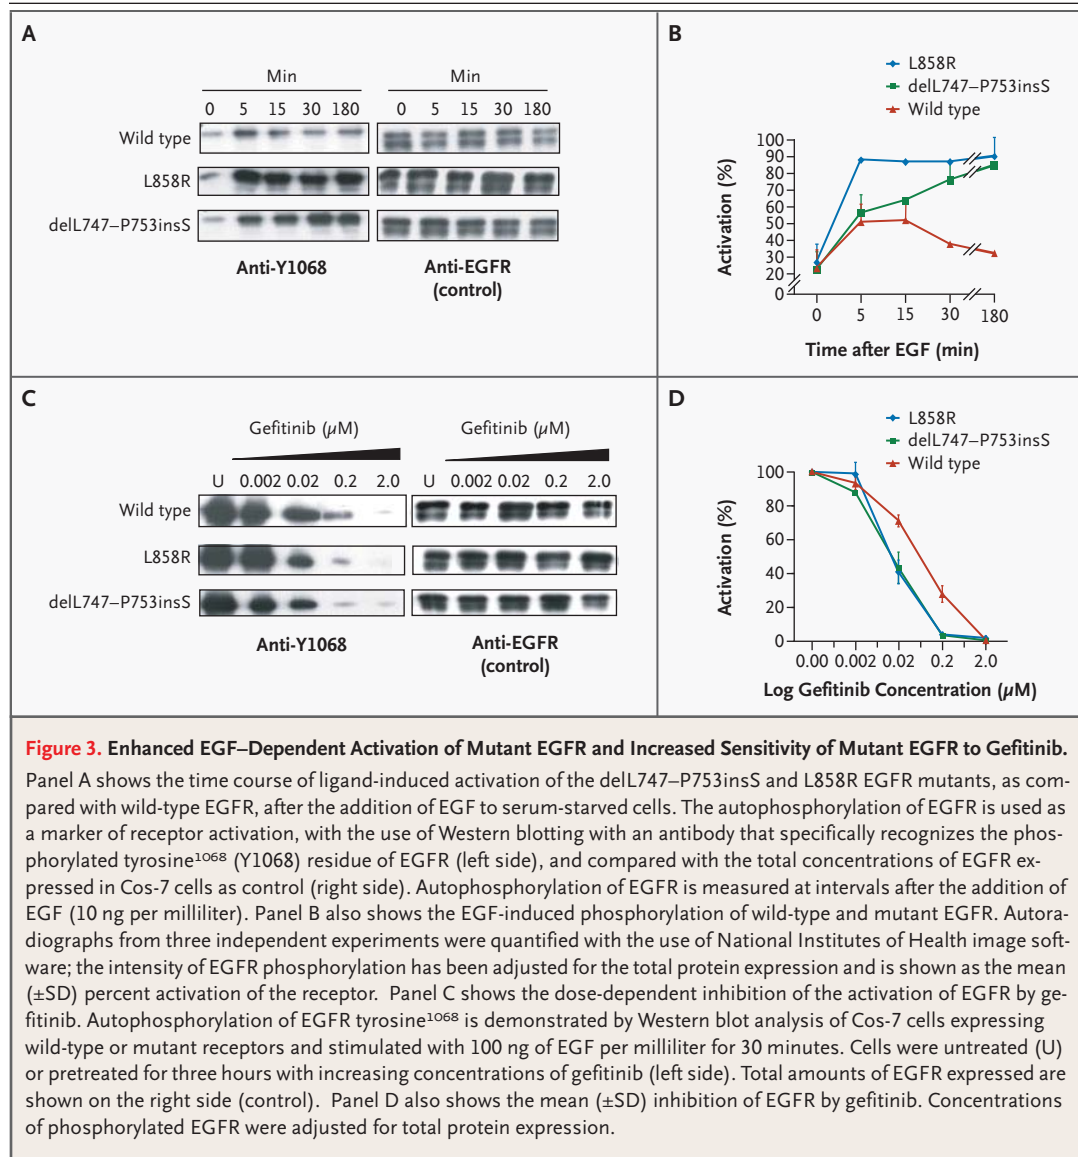 A
Min
Min
0 5 15 30 180
0 5 15 30 180
Wild type
L858R
delL747–P753insS
Anti-Y1068
Anti-EGFR
(control)
B
L858R
delL747–P753insS
Wild type
100
90
80
70
60
50
40
30
20
0
Activation (%)
0 5 15 30 180
Time after EGF (min)
C
Gefitinib (µM)
Gefitinib (µM)
U 0.002 0.02 0.2 2.0
U 0.002 0.02 0.2 2.0
Wild type
L858R
delL747–P753insS
Anti-Y1068
Anti-EGFR
(control)
D
L858R
delL747–P753insS
Wild type
100
80
60
40
20
0
Activation (%)
0.00 0.002 0.02 0.2 2.0
Log Gefitinib Concentration (µM)
Figure 3. Enhanced EGF–Dependent Activation of Mutant EGFR and Increased Sensitivity of Mutant EGFR to Gefitinib.
Panel A shows the time course of ligand-induced activation of the delL747–P753insS and L858R EGFR mutants, as com-
pared with wild-type EGFR, after the addition of EGF to serum-starved cells. The autophosphorylation of EGFR is used as
a marker of receptor activation, with the use of Western blotting with an antibody that specifically recognizes the phos-
phorylated tyrosine¹⁰⁶⁸ (Y1068) residue of EGFR (left side), and compared with the total concentrations of EGFR ex-
pressed in Cos-7 cells as control (right side). Autophosphorylation of EGFR is measured at intervals after the addition of
EGF (10 ng per milliliter). Panel B also shows the EGF-induced phosphorylation of wild-type and mutant EGFR. Autora-
diographs from three independent experiments were quantified with the use of National Institutes of Health image soft-
ware; the intensity of EGFR phosphorylation has been adjusted for the total protein expression and is shown as the mean
(±SD) percent activation of the receptor. Panel C shows the dose-dependent inhibition of the activation of EGFR by ge-
fitinib. Autophosphorylation of EGFR tyrosine¹⁰⁶⁸ is demonstrated by Western blot analysis of Cos-7 cells expressing
wild-type or mutant receptors and stimulated with 100 ng of EGF per milliliter for 30 minutes. Cells were untreated (U)
or pretreated for three hours with increasing concentrations of gefitinib (left side). Total amounts of EGFR expressed are
shown on the right side (control). Panel D also shows the mean (±SD) inhibition of EGFR by gefitinib. Concentrations
of phosphorylated EGFR were adjusted for total protein expression.